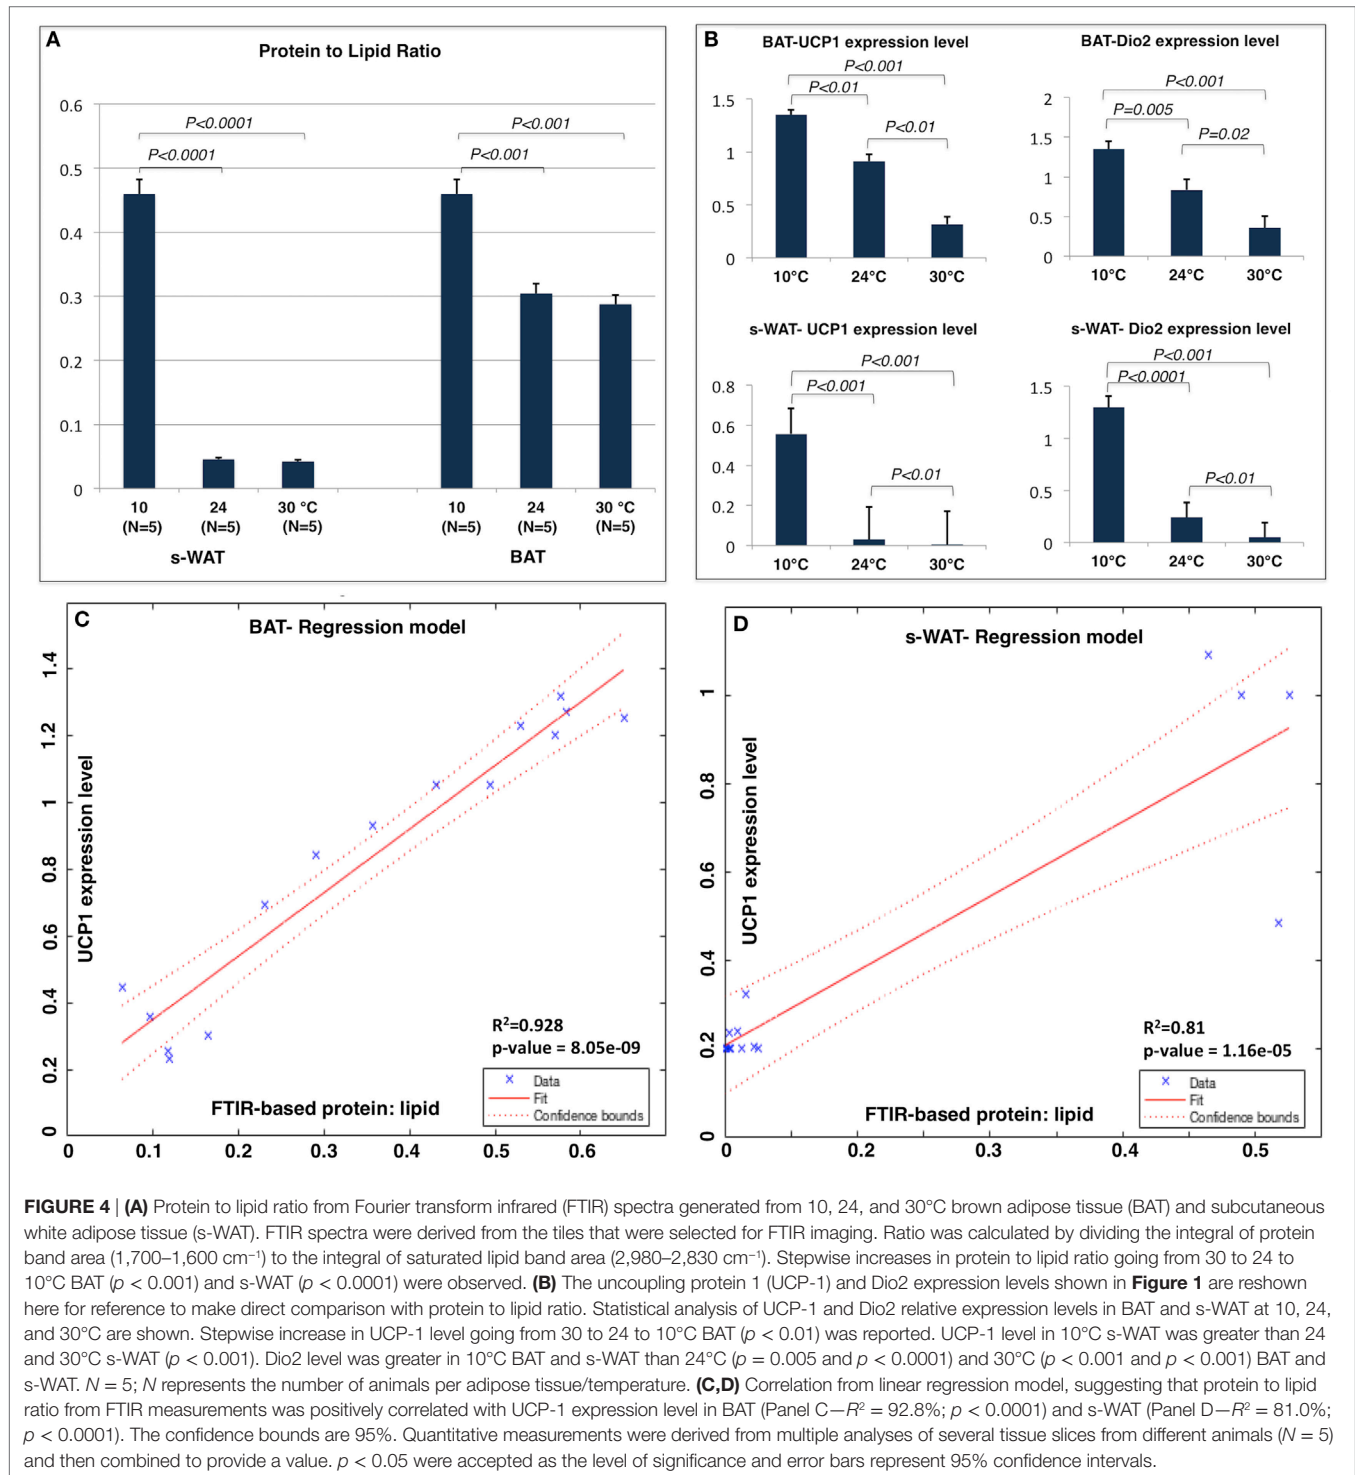 A
Protein to Lipid Ratio
0.6
0.5
0.4
0.3
0.2
0.1
0
P<0.0001
P<0.0001
P<0.001
P<0.001
10
(N=5)
24
(N=5)
30 °C
(N=5)
10
(N=5)
24
(N=5)
30 °C
(N=5)
s-WAT
BAT
B
BAT-UCP1 expression level
P<0.001
P<0.01
P<0.01
1.5
1
0.5
0
10°C
24°C
30°C
BAT-Dio2 expression level
P<0.001
P=0.005
P=0.02
2
1.5
1
0.5
0
10°C
24°C
30°C
s-WAT- UCP1 expression level
P<0.001
P<0.001
P<0.01
0.8
0.6
0.4
0.2
0
10°C
24°C
30°C
s-WAT- Dio2 expression level
P<0.001
P<0.0001
P<0.01
1.5
1
0.5
0
10°C
24°C
30°C
C
BAT- Regression model
UCP1 expression level
1.4
1.2
1
0.8
0.6
0.4
0.2
0
R²=0.928
p-value = 8.05e-09
Data
Fit
Confidence bounds
FTIR-based protein: lipid
0
0.1
0.2
0.3
0.4
0.5
0.6
D
s-WAT- Regression model
UCP1 expression level
1
0.8
0.6
0.4
0.2
0
R²=0.81
p-value = 1.16e-05
Data
Fit
Confidence bounds
FTIR-based protein: lipid
0
0.1
0.2
0.3
0.4
0.5
FIGURE 4 | (A) Protein to lipid ratio from Fourier transform infrared (FTIR) spectra generated from 10, 24, and 30°C brown adipose tissue (BAT) and subcutaneous
white adipose tissue (s-WAT). FTIR spectra were derived from the tiles that were selected for FTIR imaging. Ratio was calculated by dividing the integral of protein
band area (1,700–1,600 cm⁻¹) to the integral of saturated lipid band area (2,980–2,830 cm⁻¹). Stepwise increases in protein to lipid ratio going from 30 to 24 to
10°C BAT (p < 0.001) and s-WAT (p < 0.0001) were observed. (B) The uncoupling protein 1 (UCP-1) and Dio2 expression levels shown in Figure 1 are reshown
here for reference to make direct comparison with protein to lipid ratio. Statistical analysis of UCP-1 and Dio2 relative expression levels in BAT and s-WAT at 10, 24,
and 30°C are shown. Stepwise increase in UCP-1 level going from 30 to 24 to 10°C BAT (p < 0.01) was reported. UCP-1 level in 10°C s-WAT was greater than 24
and 30°C s-WAT (p < 0.001). Dio2 level was greater in 10°C BAT and s-WAT than 24°C (p = 0.005 and p < 0.0001) and 30°C (p < 0.001 and p < 0.001) BAT and
s-WAT. N = 5; N represents the number of animals per adipose tissue/temperature. (C,D) Correlation from linear regression model, suggesting that protein to lipid
ratio from FTIR measurements was positively correlated with UCP-1 expression level in BAT (Panel C—R² = 92.8%; p < 0.0001) and s-WAT (Panel D—R² = 81.0%;
p < 0.0001). The confidence bounds are 95%. Quantitative measurements were derived from multiple analyses of several tissue slices from different animals (N = 5)
and then combined to provide a value. p < 0.05 were accepted as the level of significance and error bars represent 95% confidence intervals.